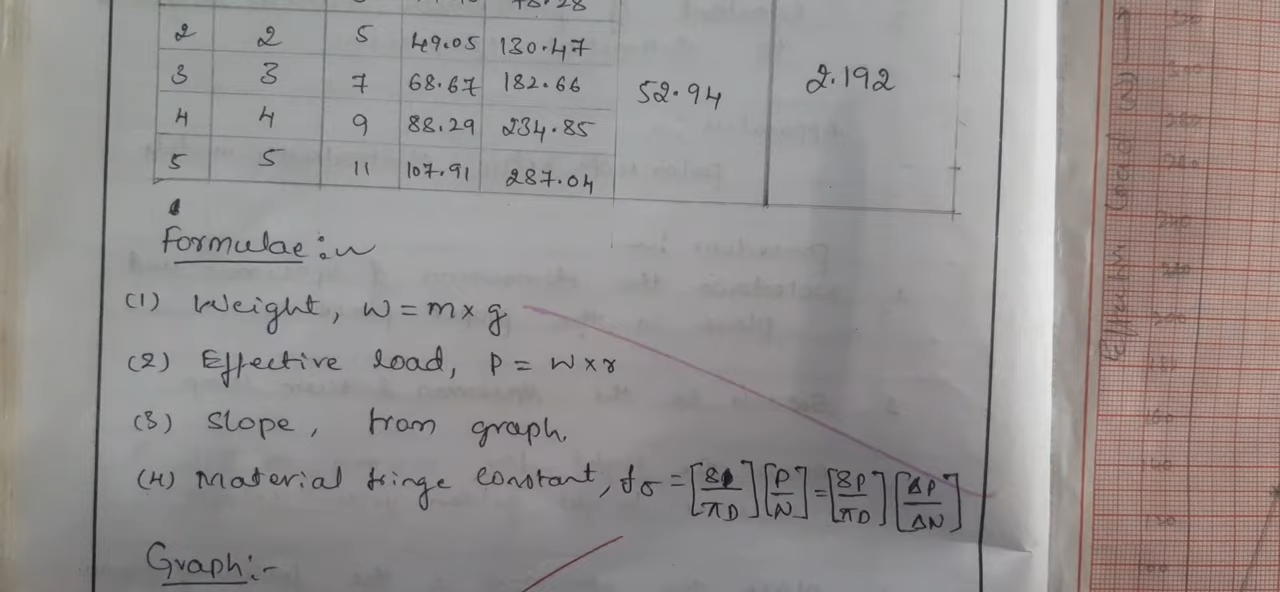 2 2 5 49.05 130.47
3 3 7 68.67 182.66 52.94 2.192
4 4 9 88.29 234.85
5 5 11 107.91 287.04
Formulae:~
(1) Weight, W = m × g
(2) Effective load, P = W × r
(3) Slope, from graph.
(4) Material fringe constant, fσ = [8/πD] [P/N] = [8P/πD] [ΔP/ΔN]
Graph:-